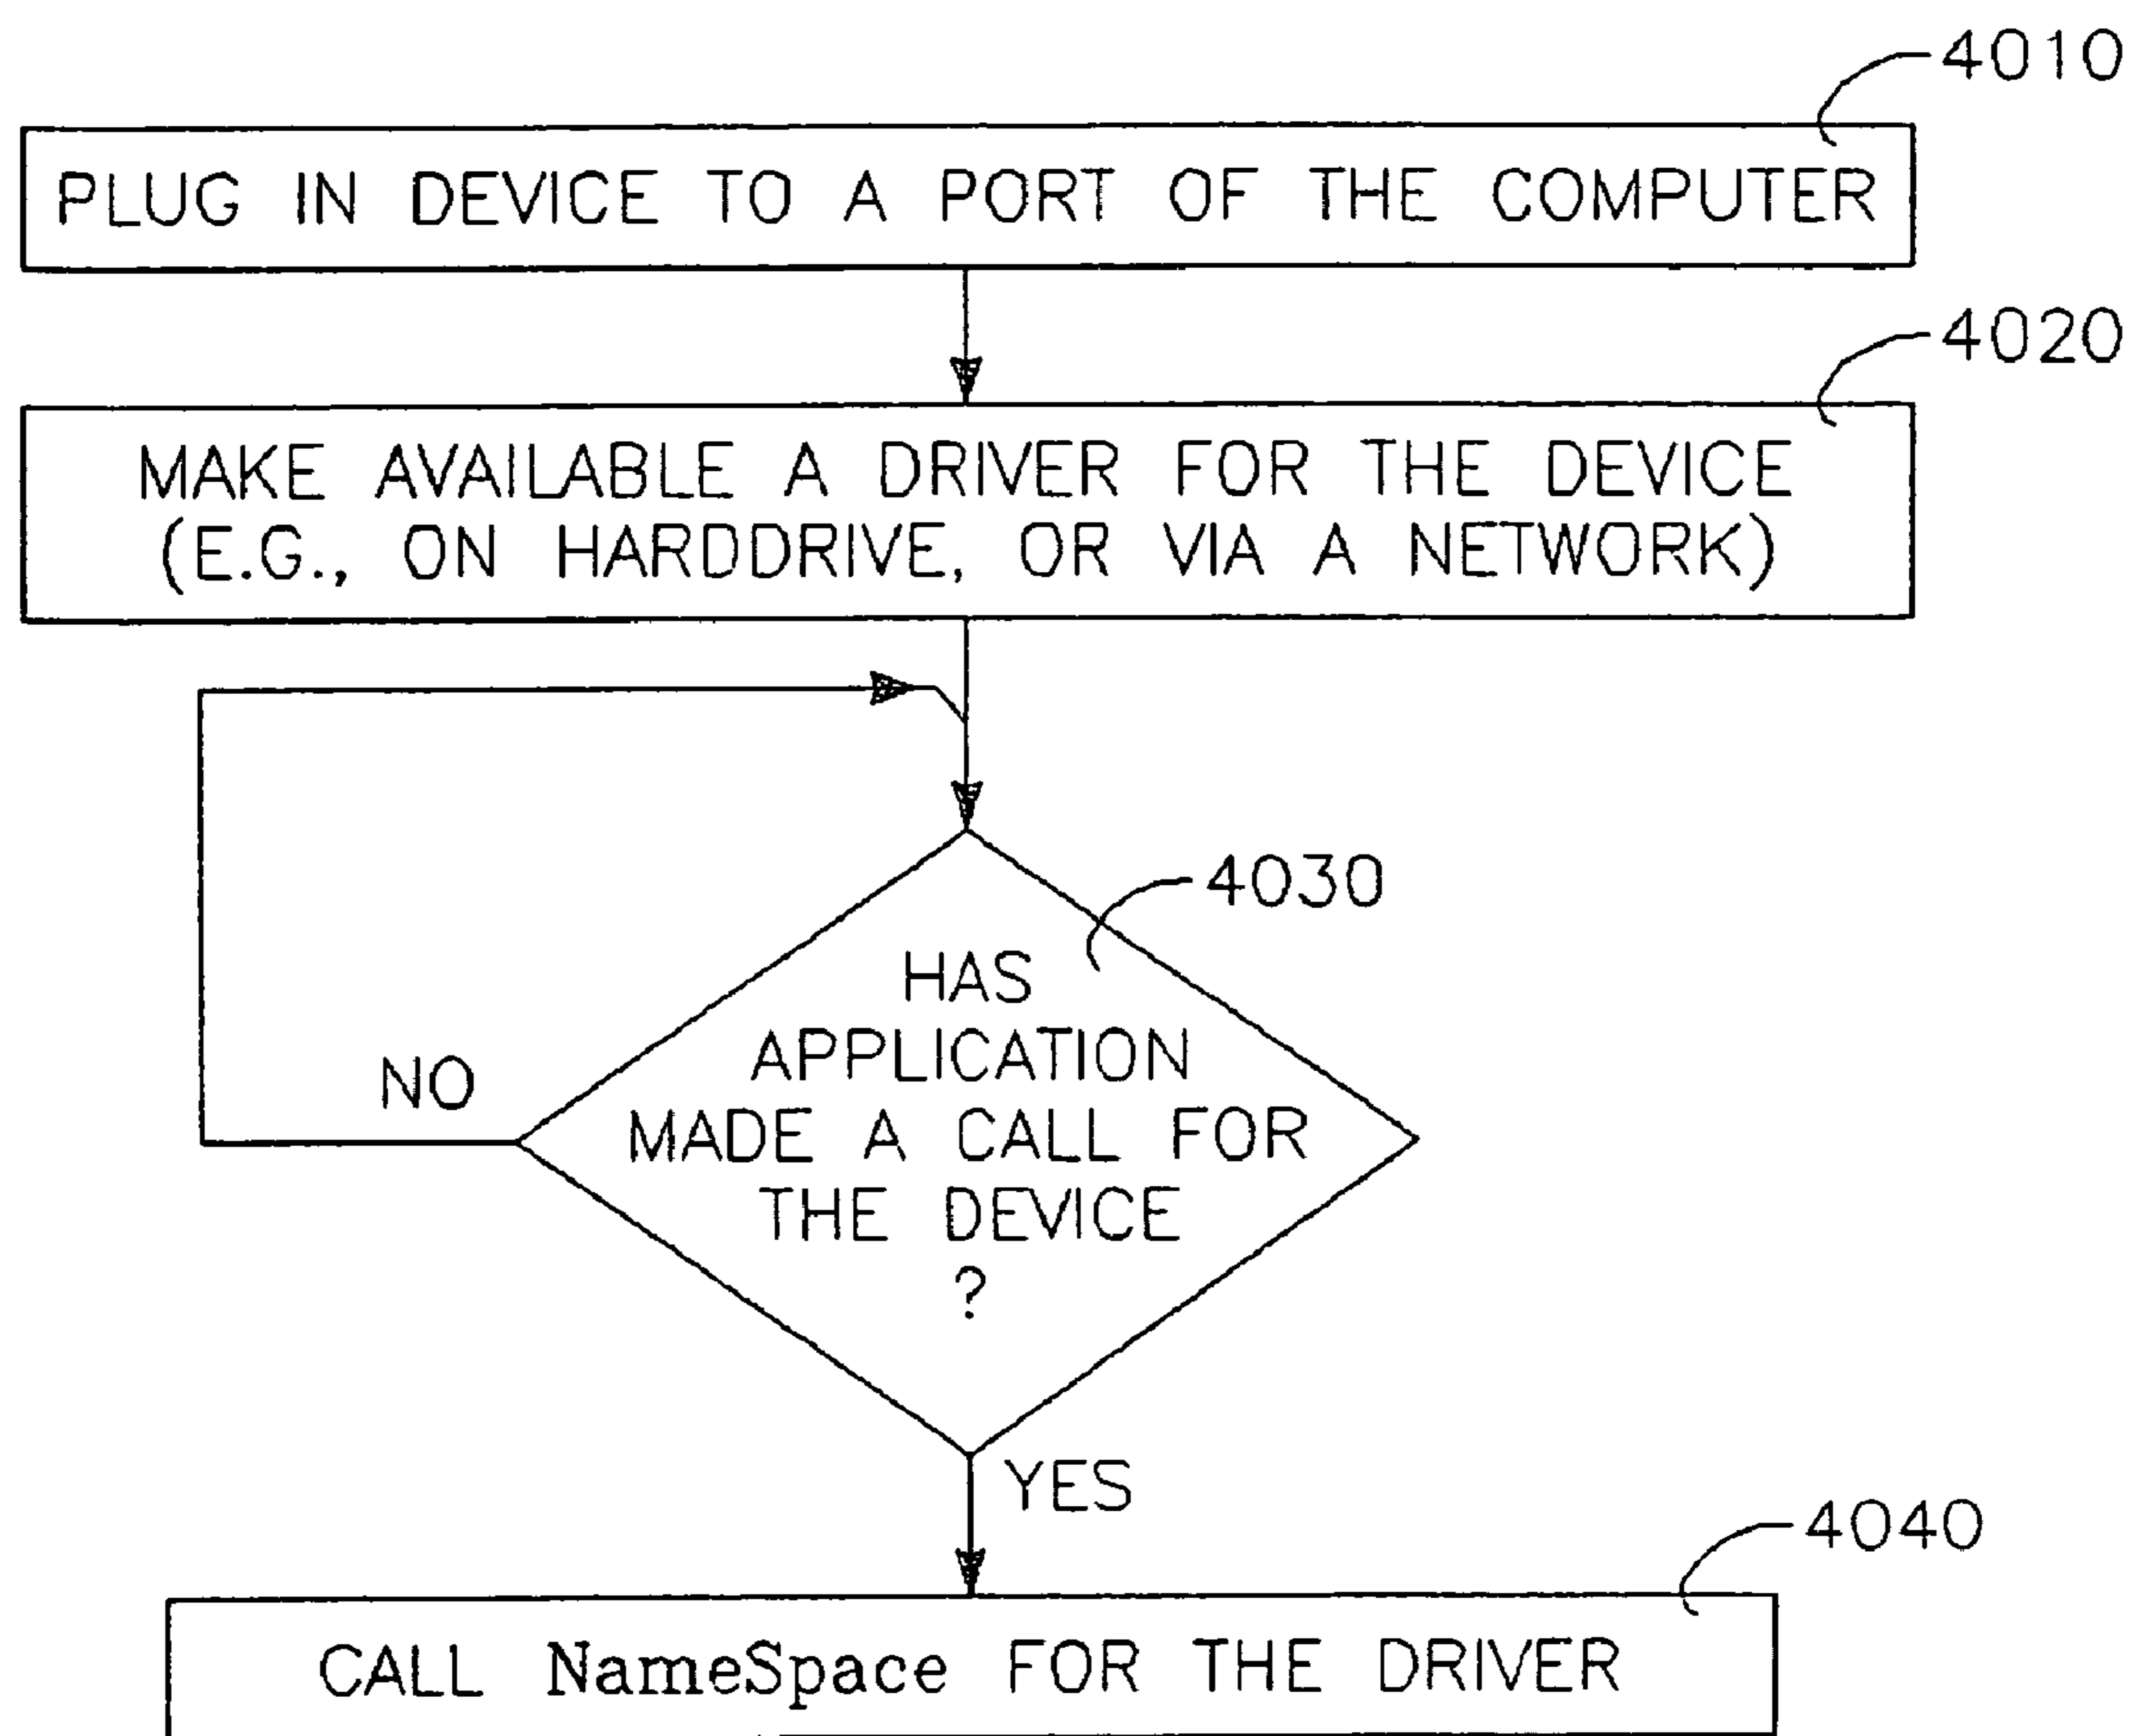 4010
PLUG IN DEVICE TO A PORT OF THE COMPUTER
4020
MAKE AVAILABLE A DRIVER FOR THE DEVICE
(E.G., ON HARDDRIVE, OR VIA A NETWORK)
4030
HAS
APPLICATION
MADE A CALL FOR
THE DEVICE
?
NO
YES
4040
CALL NameSpace FOR THE DRIVER